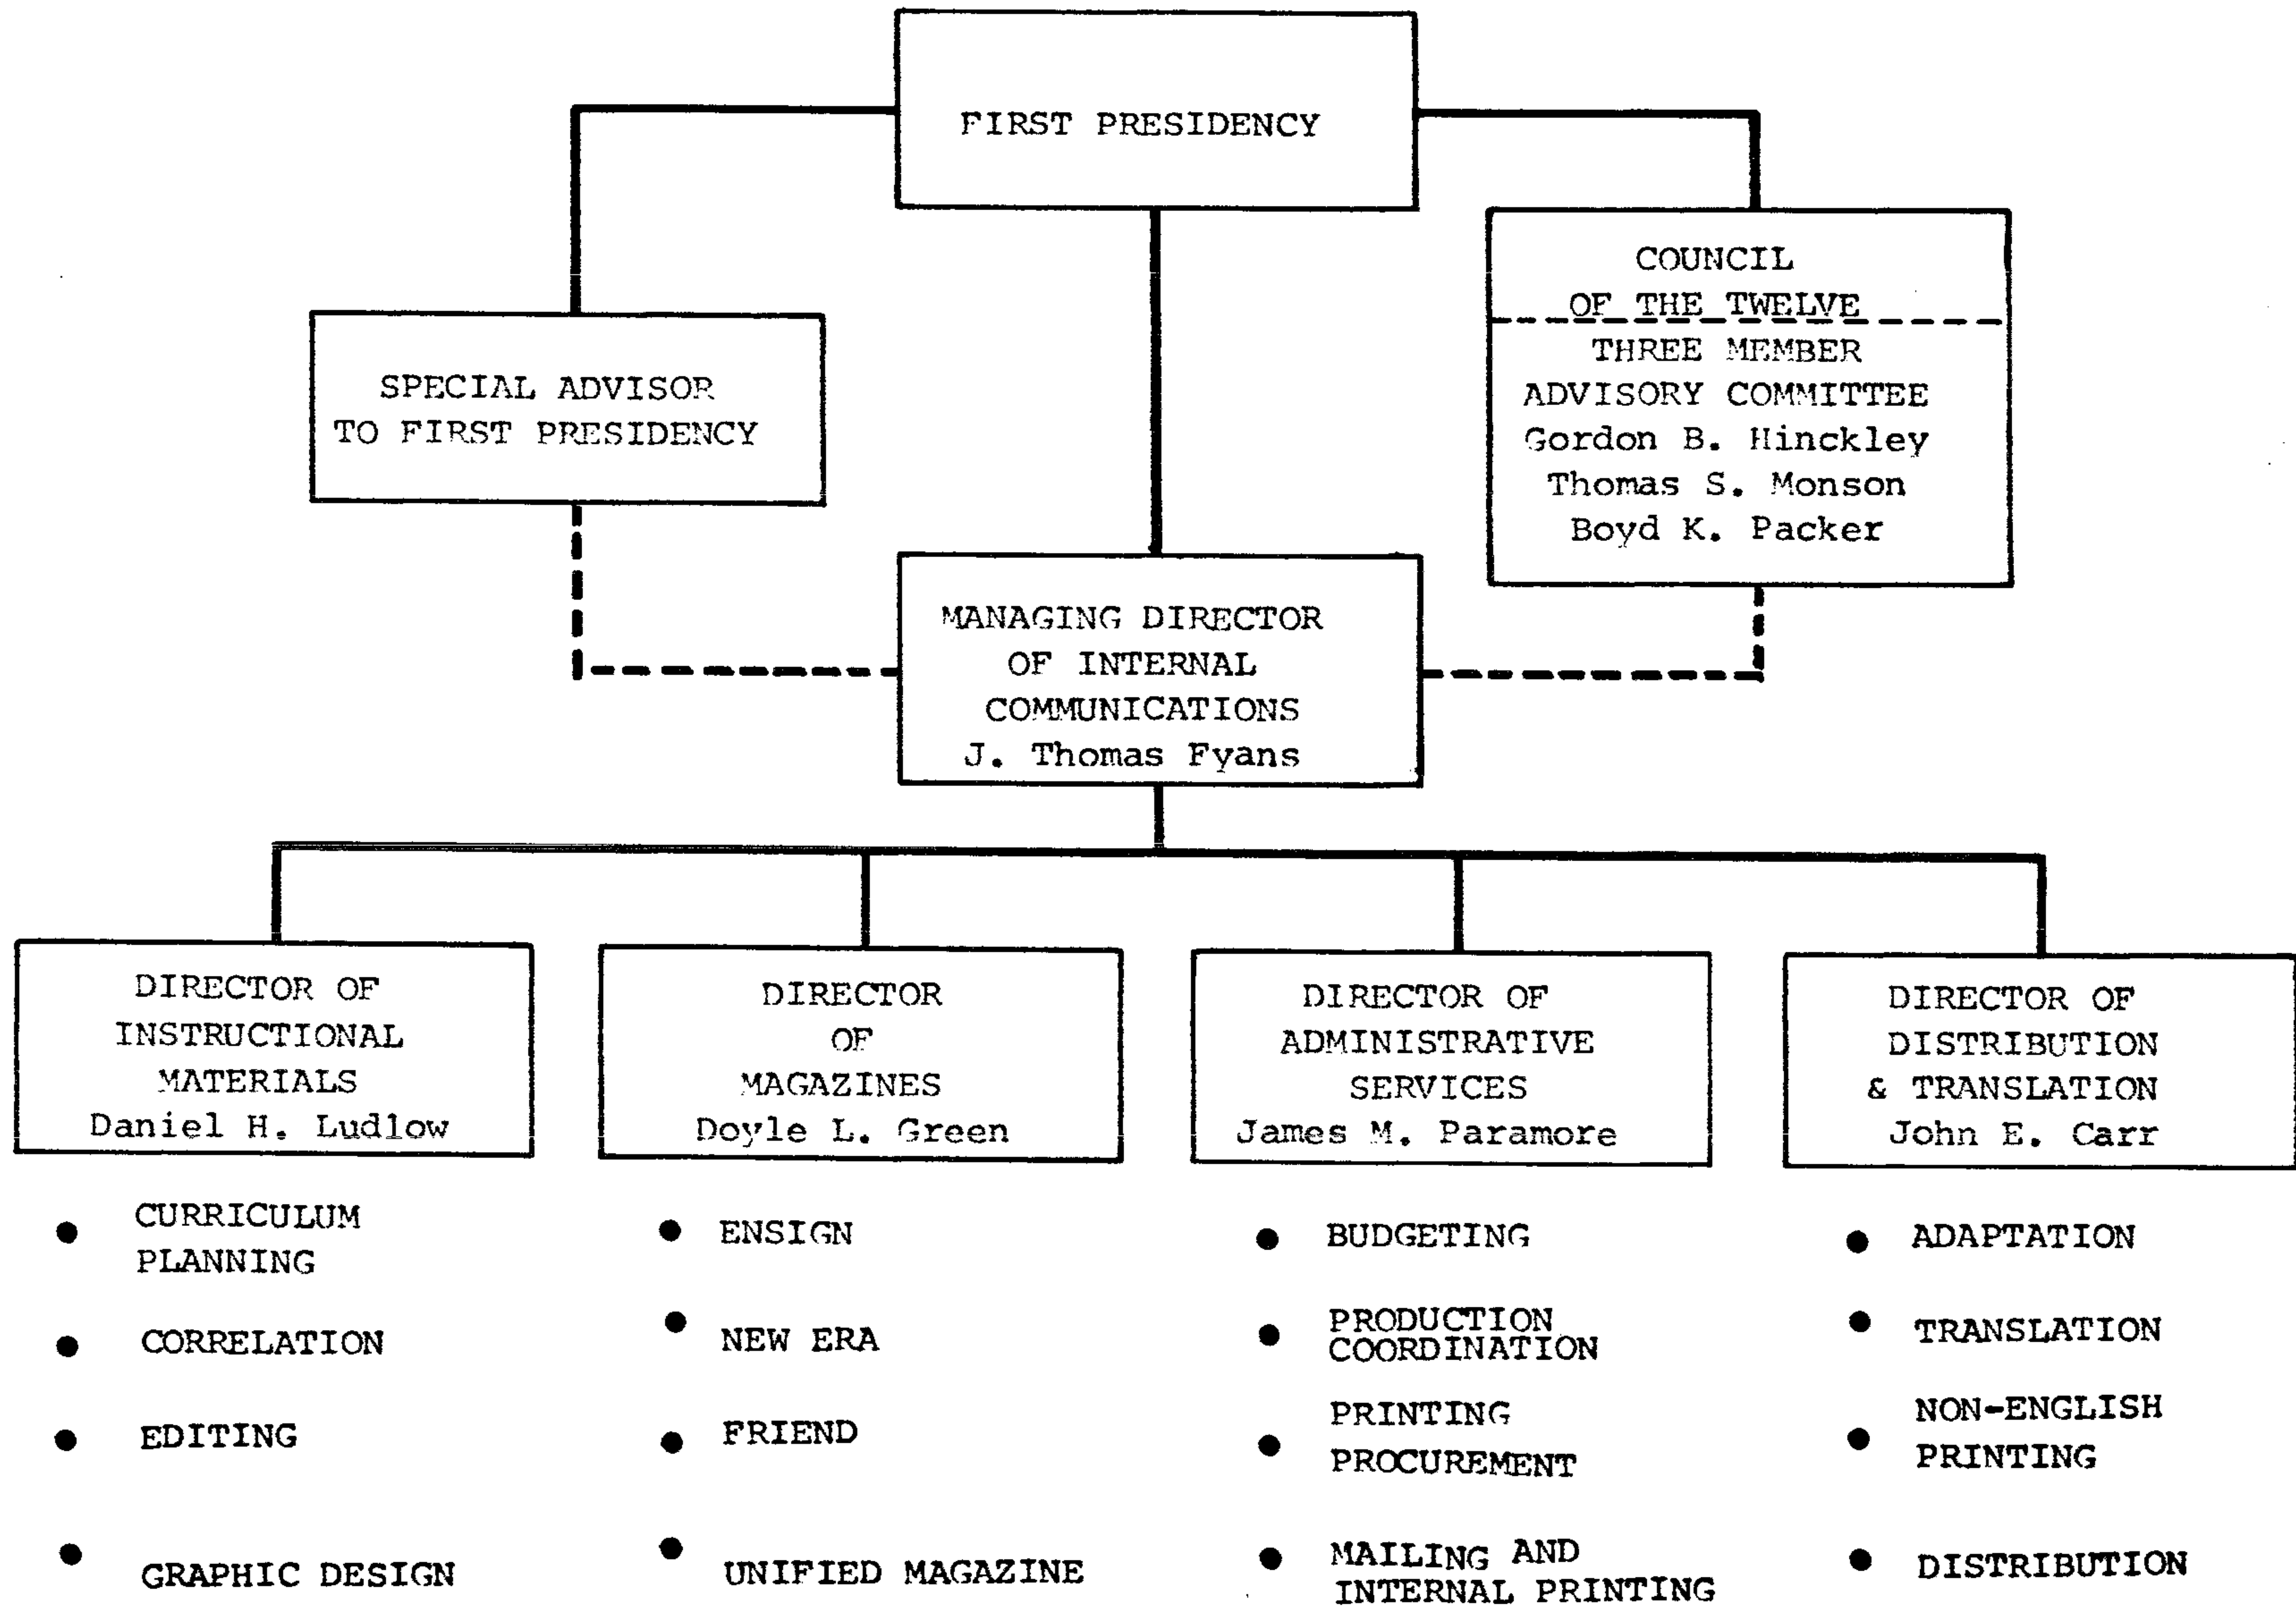 FIRST PRESIDENCY
SPECIAL ADVISOR
TO FIRST PRESIDENCY
COUNCIL
OF THE TWELVE
THREE MEMBER
ADVISORY COMMITTEE
Gordon B. Hinckley
Thomas S. Monson
Boyd K. Packer
MANAGING DIRECTOR
OF INTERNAL
COMMUNICATIONS
J. Thomas Fyans
DIRECTOR OF
INSTRUCTIONAL
MATERIALS
Daniel H. Ludlow
• CURRICULUM
PLANNING
• CORRELATION
• EDITING
• GRAPHIC DESIGN
DIRECTOR
OF
MAGAZINES
Doyle L. Green
• ENSIGN
• NEW ERA
• FRIEND
• UNIFIED MAGAZINE
DIRECTOR OF
ADMINISTRATIVE
SERVICES
James M. Paramore
• BUDGETING
• PRODUCTION
COORDINATION
• PRINTING
PROCUREMENT
• MAILING AND
INTERNAL PRINTING
DIRECTOR OF
DISTRIBUTION
& TRANSLATION
John E. Carr
• ADAPTATION
• TRANSLATION
• NON-ENGLISH
PRINTING
• DISTRIBUTION